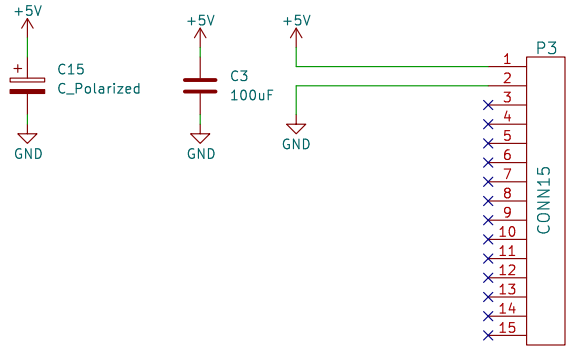 +5V
+
C15
C_Polarized
GND
+5V
C3
100uF
GND
+5V
GND
P3
1
2
3
4
5
6
7
8
9
10
11
12
13
14
15
CONN15